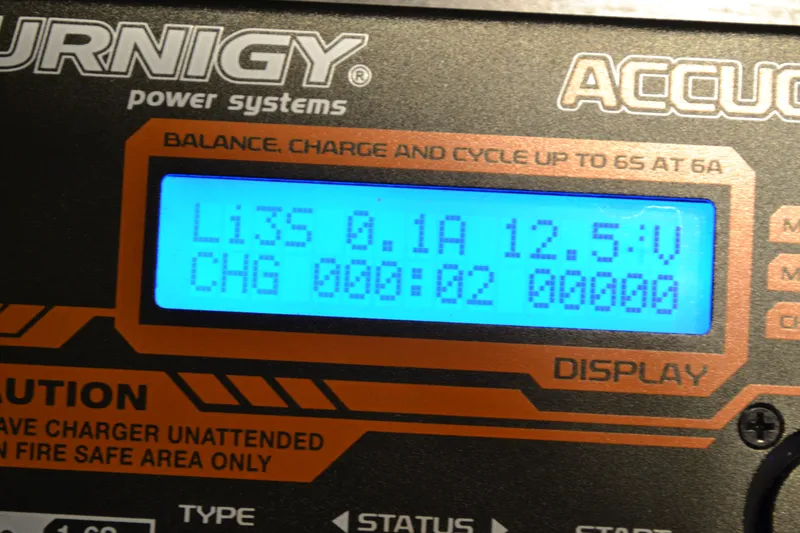 URNIGY®
power systems
ACCUC
BALANCE, CHARGE AND CYCLE UP TO 6S AT 6A
Li3S 0.1A 12.5:V
CHG 000:02 00000
DISPLAY
AUTION
AVE CHARGER UNATTENDED
N FIRE SAFE AREA ONLY
TYPE
◀ STATUS ▶
START